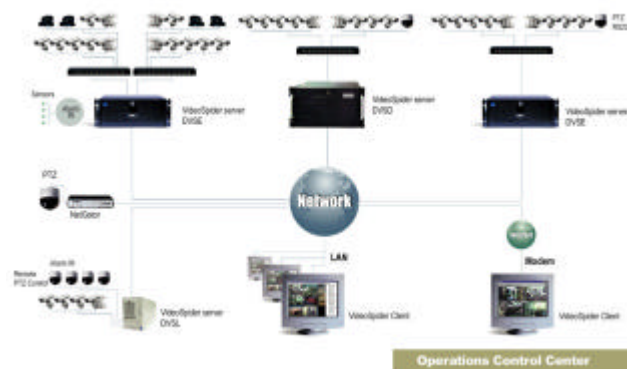 PTZ
Sensors
VideoSpider server
DVSE
VideoSpider server
DVSD
VideoSpider server
DVSE
PTZ
NetGator
Network
LAN
Modem
Remote
PTZ Control
VideoSpider server
DVSL
VideoSpider Client
VideoSpider Client
Operations Control Center